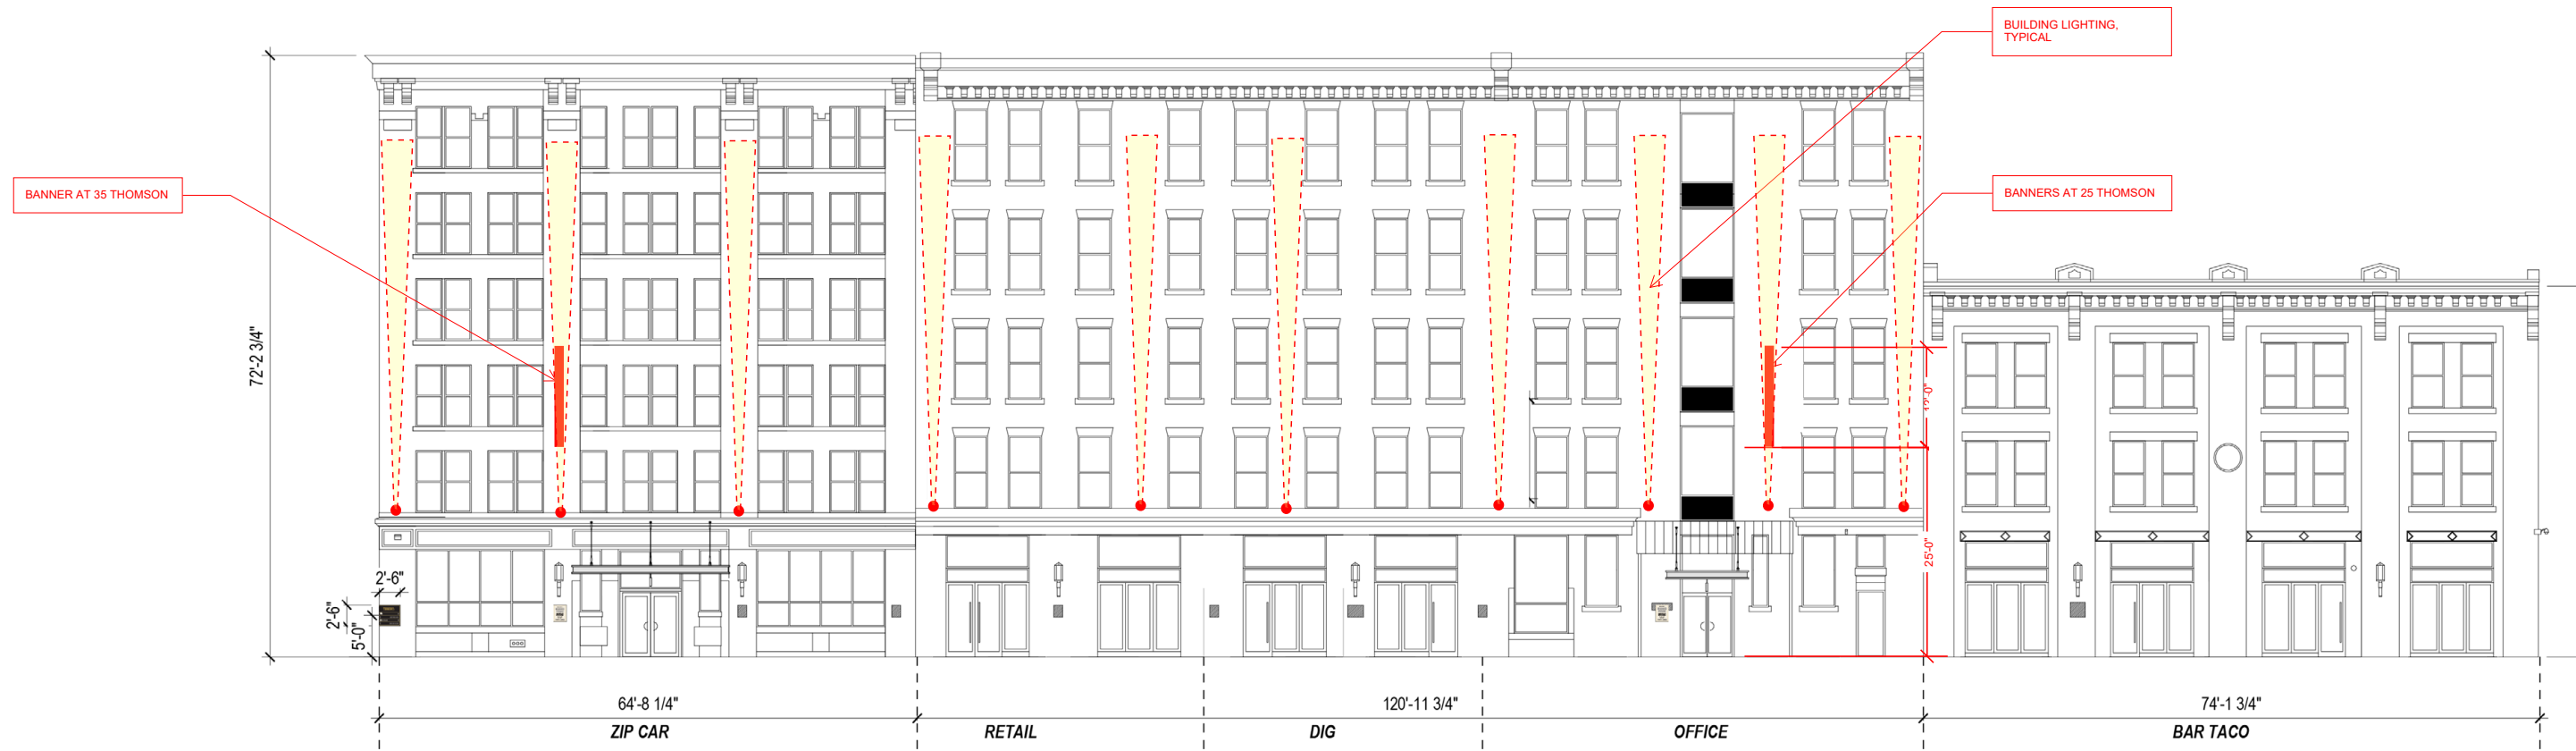 BUILDING LIGHTING,
TYPICAL
BANNER AT 35 THOMSON
BANNERS AT 25 THOMSON
72'-2 3/4"
12'-0"
25'-0"
2'-6"
2'-6"
5'-0"
64'-8 1/4"
120'-11 3/4"
74'-1 3/4"
ZIP CAR
RETAIL
DIG
OFFICE
BAR TACO